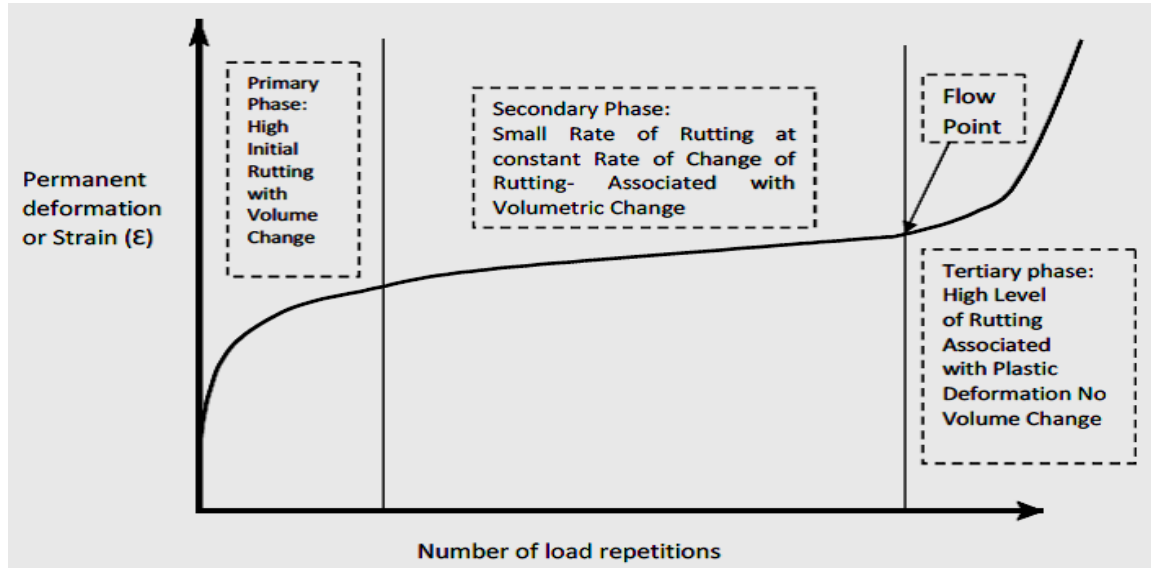 Permanent
deformation
or Strain (Ɛ)
Primary
Phase:
High
Initial
Rutting
with
Volume
Change
Secondary Phase:
Small Rate of Rutting at
constant Rate of Change of
Rutting- Associated with
Volumetric Change
Flow
Point
Tertiary phase:
High Level
of Rutting
Associated
with Plastic
Deformation No
Volume Change
Number of load repetitions